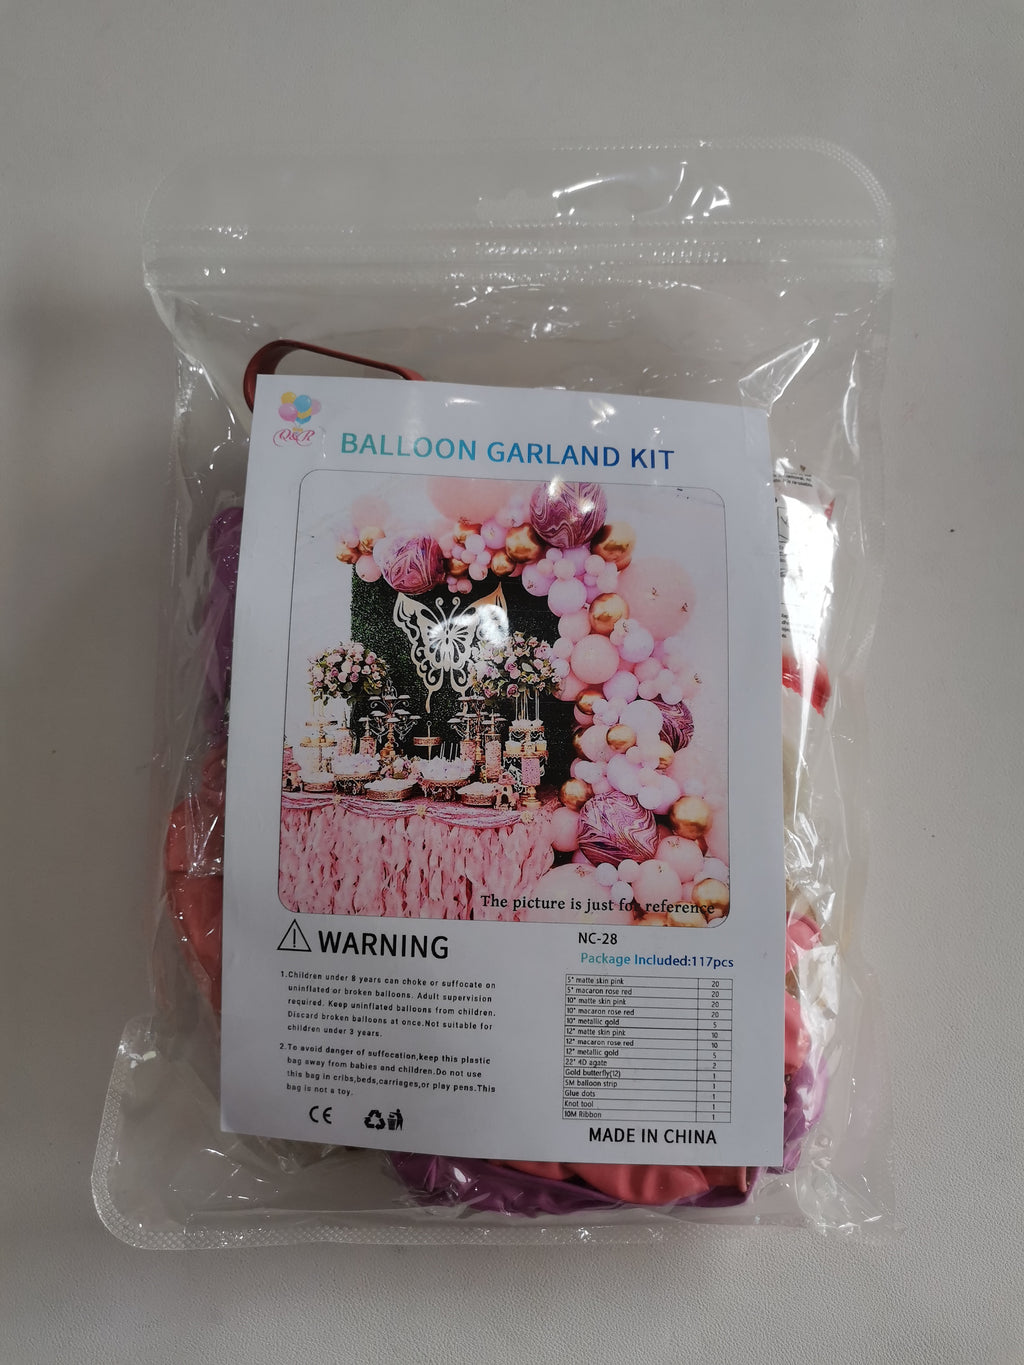 Q&R
BALLOON GARLAND KIT
The picture is just for reference
WARNING
1.Children under 8 years can choke or suffocate on
uninflated or broken balloons. Adult supervision
required. Keep uninflated balloons from children.
Discard broken balloons at once.Not suitable for
children under 3 years.
2.To avoid danger of suffocation,keep this plastic
bag away from babies and children.Do not use
this bag in cribs,beds,carriages,or play pens.This
bag is not a toy.
CE
NC-28
Package Included:117pcs
5" matte skin pink 20
5" macaron rose red 20
10" matte skin pink 20
10" macaron rose red 20
10" metallic gold 5
12" matte skin pink 10
12" macaron rose red 10
12" metallic gold 5
22" 4D agate 2
Gold butterfly(12) 1
5M balloon strip 1
Glue dots 1
Knot tool 1
10M Ribbon 1
MADE IN CHINA